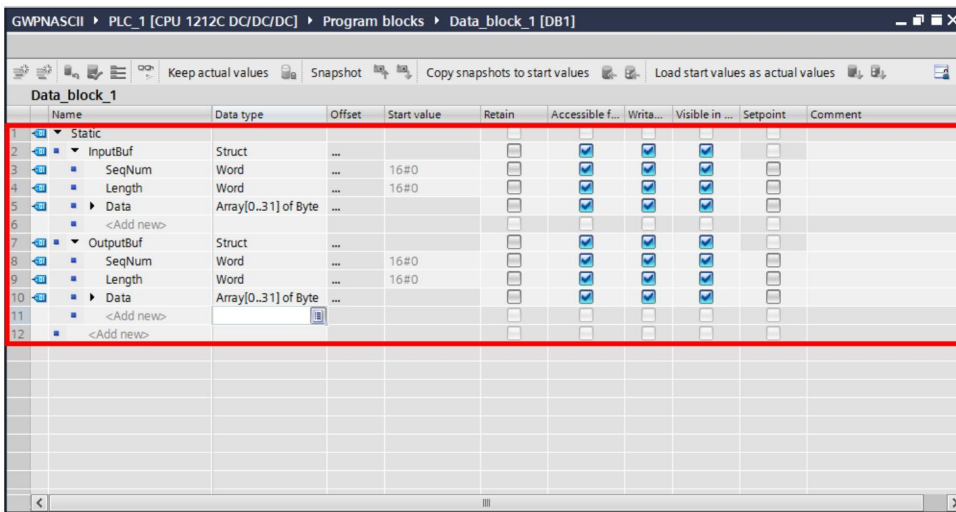 GWPNASCII ▸ PLC_1 [CPU 1212C DC/DC/DC] ▸ Program blocks ▸ Data_block_1 [DB1]
Keep actual values Snapshot Copy snapshots to start values Load start values as actual values
Data_block_1
Name Data type Offset Start value Retain Accessible f... Writa... Visible in ... Setpoint Comment
1 Static
2 InputBuf Struct ...
3 SeqNum Word ... 16#0
4 Length Word ... 16#0
5 Data Array[0..31] of Byte ...
6 <Add new>
7 OutputBuf Struct ...
8 SeqNum Word ... 16#0
9 Length Word ... 16#0
10 Data Array[0..31] of Byte ...
11 <Add new>
12 <Add new>